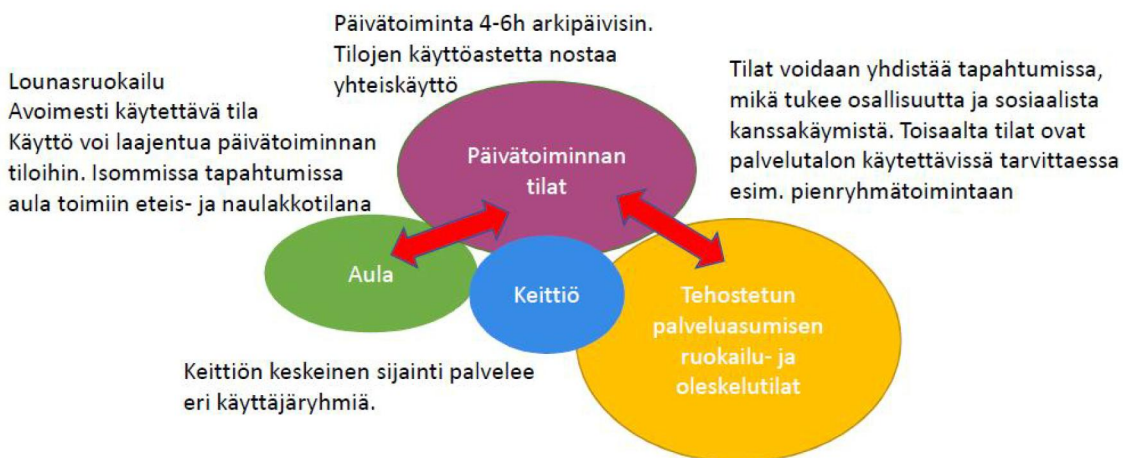 Päivätoiminta 4-6h arkipäivisin.
Tilojen käyttöastetta nostaa
yhteiskäyttö
Lounasruokailu
Avoimesti käytettävä tila
Käyttö voi laajentua päivätoiminnan
tiloihin. Isommissa tapahtumissa
aula toimiin eteis- ja naulakkotilana
Tilat voidaan yhdistää tapahtumissa,
mikä tukee osallisuutta ja sosiaalista
kanssakäymistä. Toisaalta tilat ovat
palvelutalon käytettävissä tarvittaessa
esim. pienryhmätoimintaan
Päivätoiminnan
tilat
Aula
Keittiö
Tehostetun
palveluasumisen
ruokailu- ja
oleskelutilat
Keittiön keskeinen sijainti palvelee
eri käyttäjäryhmiä.